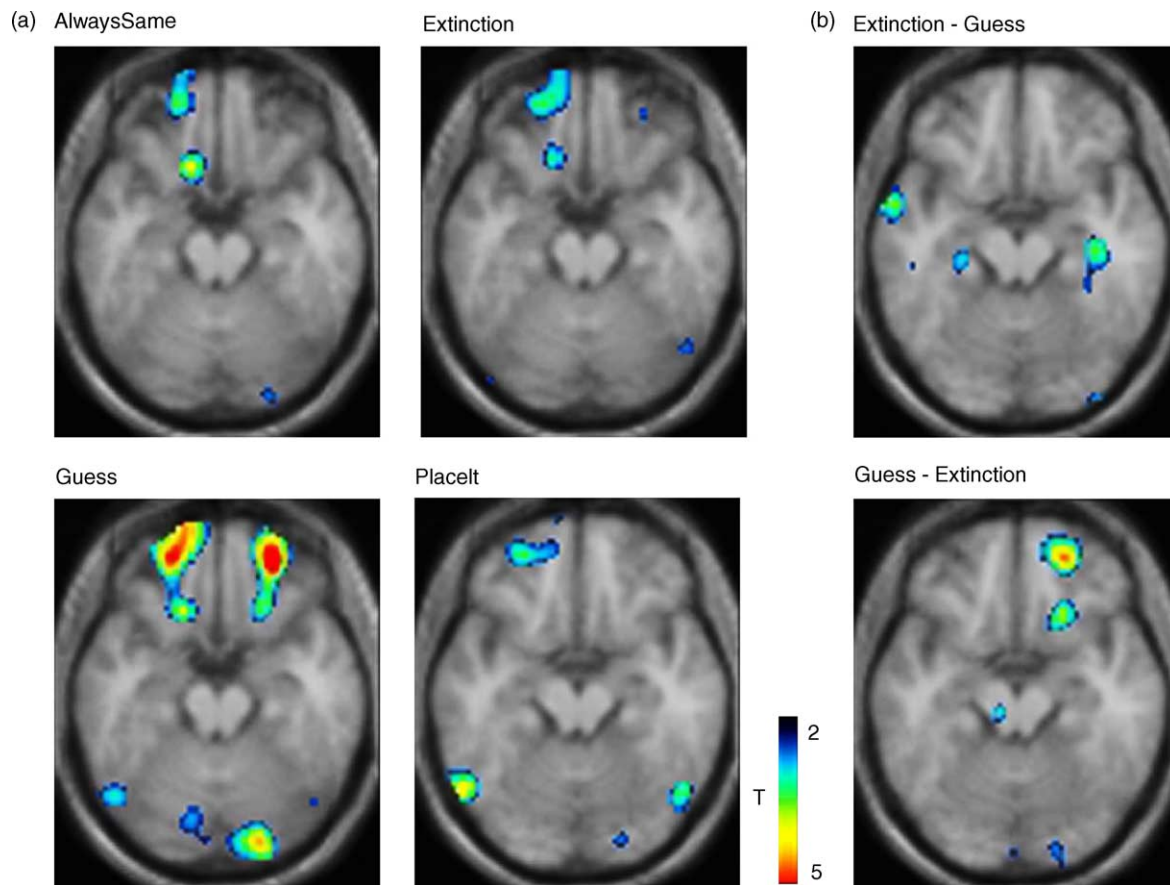 (a) AlwaysSame
Extinction
(b) Extinction - Guess
Guess
PlaceIt
Guess - Extinction
2
T
5